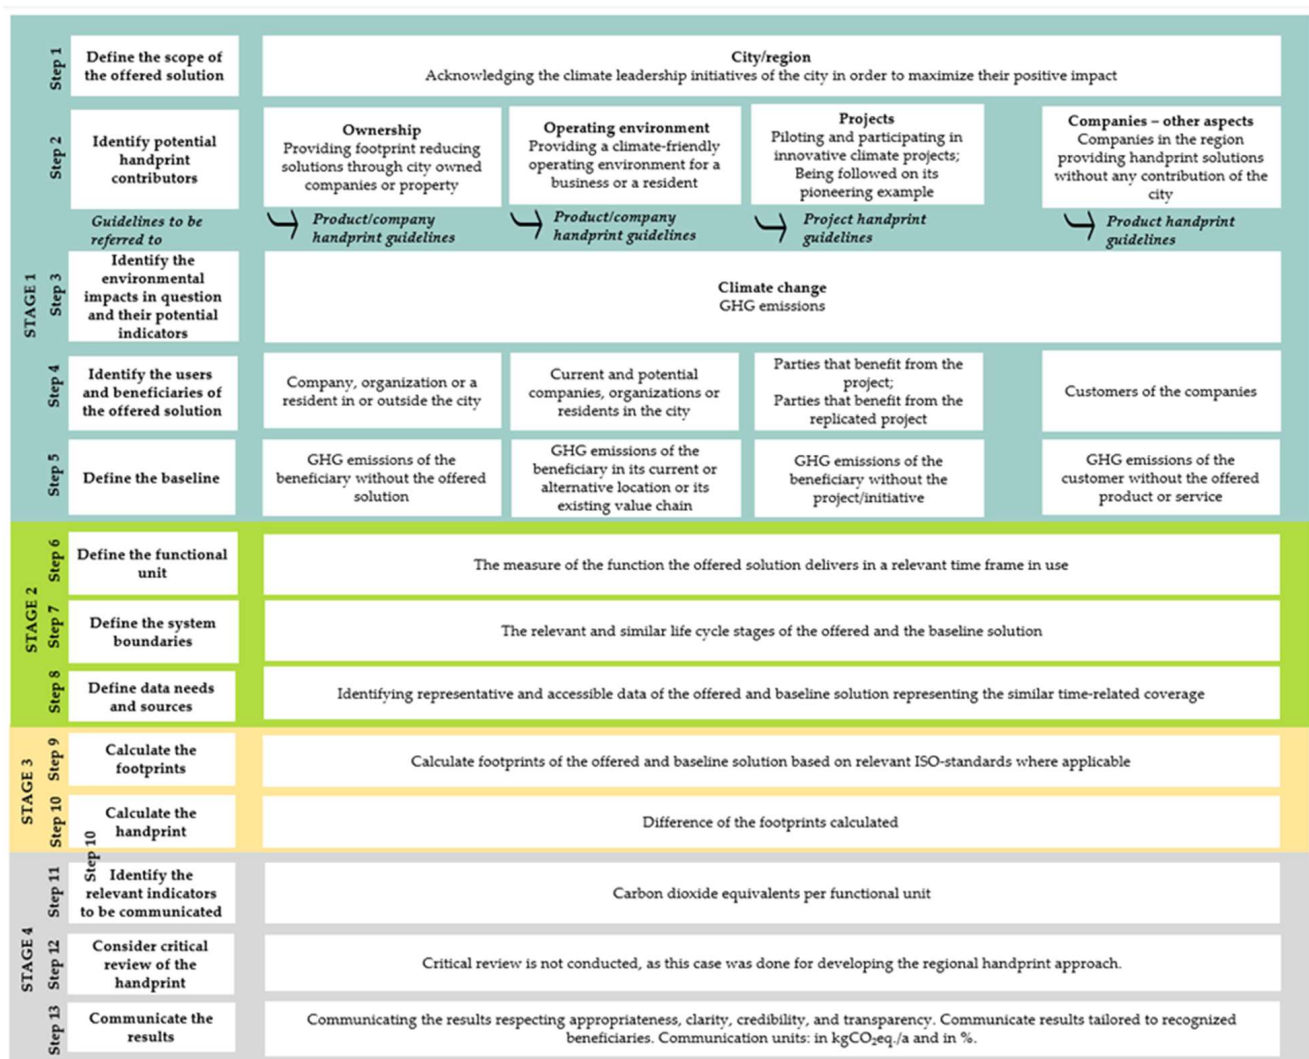 STAGE 1
Step 1
Define the scope of
the offered solution
City/region
Acknowledging the climate leadership initiatives of the city in order to maximize their positive impact
Step 2
Identify potential
handprint
contributors
Ownership
Providing footprint reducing
solutions through city owned
companies or property
Operating environment
Providing a climate-friendly
operating environment for a
business or a resident
Projects
Piloting and participating in
innovative climate projects;
Being followed on its
pioneering example
Companies – other aspects
Companies in the region
providing handprint solutions
without any contribution of the
city
Guidelines to be
referred to
Product/company
handprint guidelines
Product/company
handprint guidelines
Project handprint
guidelines
Product handprint
guidelines
Step 3
Identify the
environmental
impacts in question
and their potential
indicators
Climate change
GHG emissions
Step 4
Identify the users
and beneficiaries of
the offered solution
Company, organization or a
resident in or outside the city
Current and potential
companies, organizations or
residents in the city
Parties that benefit from the
project;
Parties that benefit from the
replicated project
Customers of the companies
Step 5
Define the baseline
GHG emissions of the
beneficiary without the offered
solution
GHG emissions of the
beneficiary in its current or
alternative location or its
existing value chain
GHG emissions of the
beneficiary without the
project/initiative
GHG emissions of the
customer without the offered
product or service
STAGE 2
Step 6
Define the functional
unit
The measure of the function the offered solution delivers in a relevant time frame in use
Step 7
Define the system
boundaries
The relevant and similar life cycle stages of the offered and the baseline solution
Step 8
Define data needs
and sources
Identifying representative and accessible data of the offered and baseline solution representing the similar time-related coverage
STAGE 3
Step 9
Calculate the
footprints
Calculate footprints of the offered and baseline solution based on relevant ISO-standards where applicable
Step 10
Calculate the
handprint
Difference of the footprints calculated
Step 10
STAGE 4
Step 11
Identify the
relevant indicators
to be communicated
Carbon dioxide equivalents per functional unit
Step 12
Consider critical
review of the
handprint
Critical review is not conducted, as this case was done for developing the regional handprint approach.
Step 13
Communicate the
results
Communicating the results respecting appropriateness, clarity, credibility, and transparency. Communicate results tailored to recognized
beneficiaries. Communication units: in kgCO₂eq./a and in %.